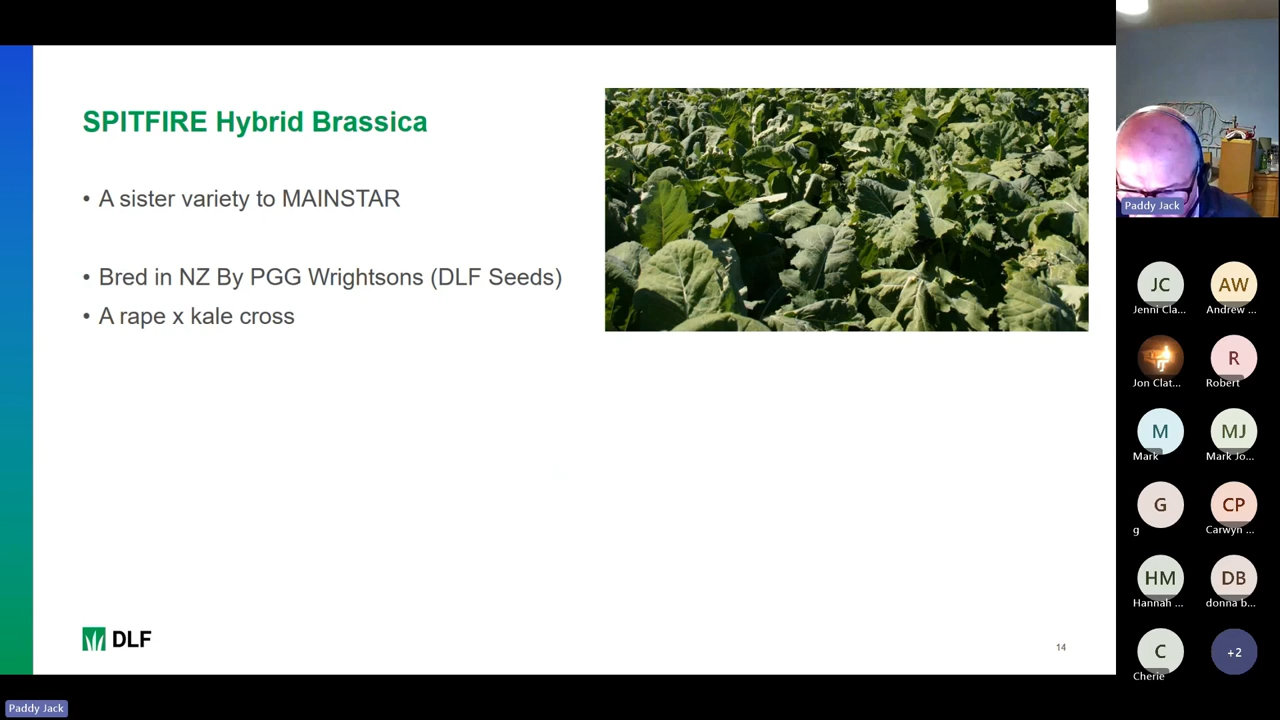 SPITFIRE Hybrid Brassica
• A sister variety to MAINSTAR
• Bred in NZ By PGG Wrightsons (DLF Seeds)
• A rape x kale cross
DLF
14
Paddy Jack
JC
Jenni Cla...
AW
Andrew ...
Jon Clat...
R
Robert
M
Mark
MJ
Mark Jo...
G
g
CP
Carwyn ...
HM
Hannah ...
DB
donna b...
C
Cherie
+2
Paddy Jack